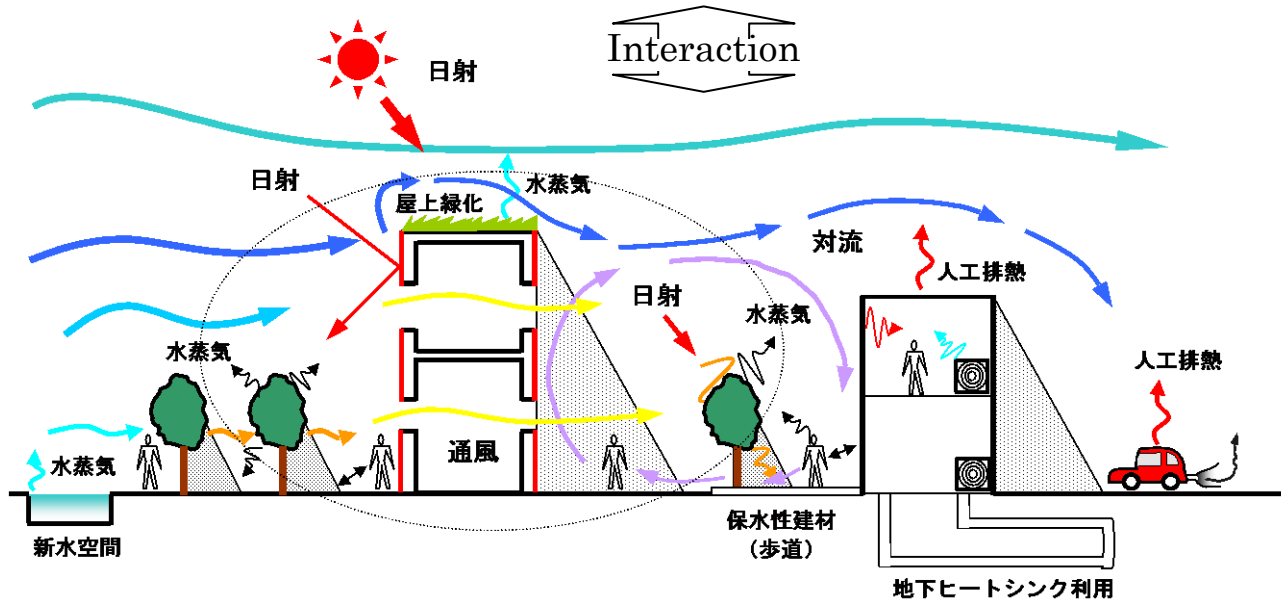 Interaction
日射
日射
水蒸気
屋上緑化
対流
人工排熱
日射
水蒸気
水蒸気
人工排熱
通風
水蒸気
新水空間
保水性建材
(歩道)
地下ヒートシンク利用